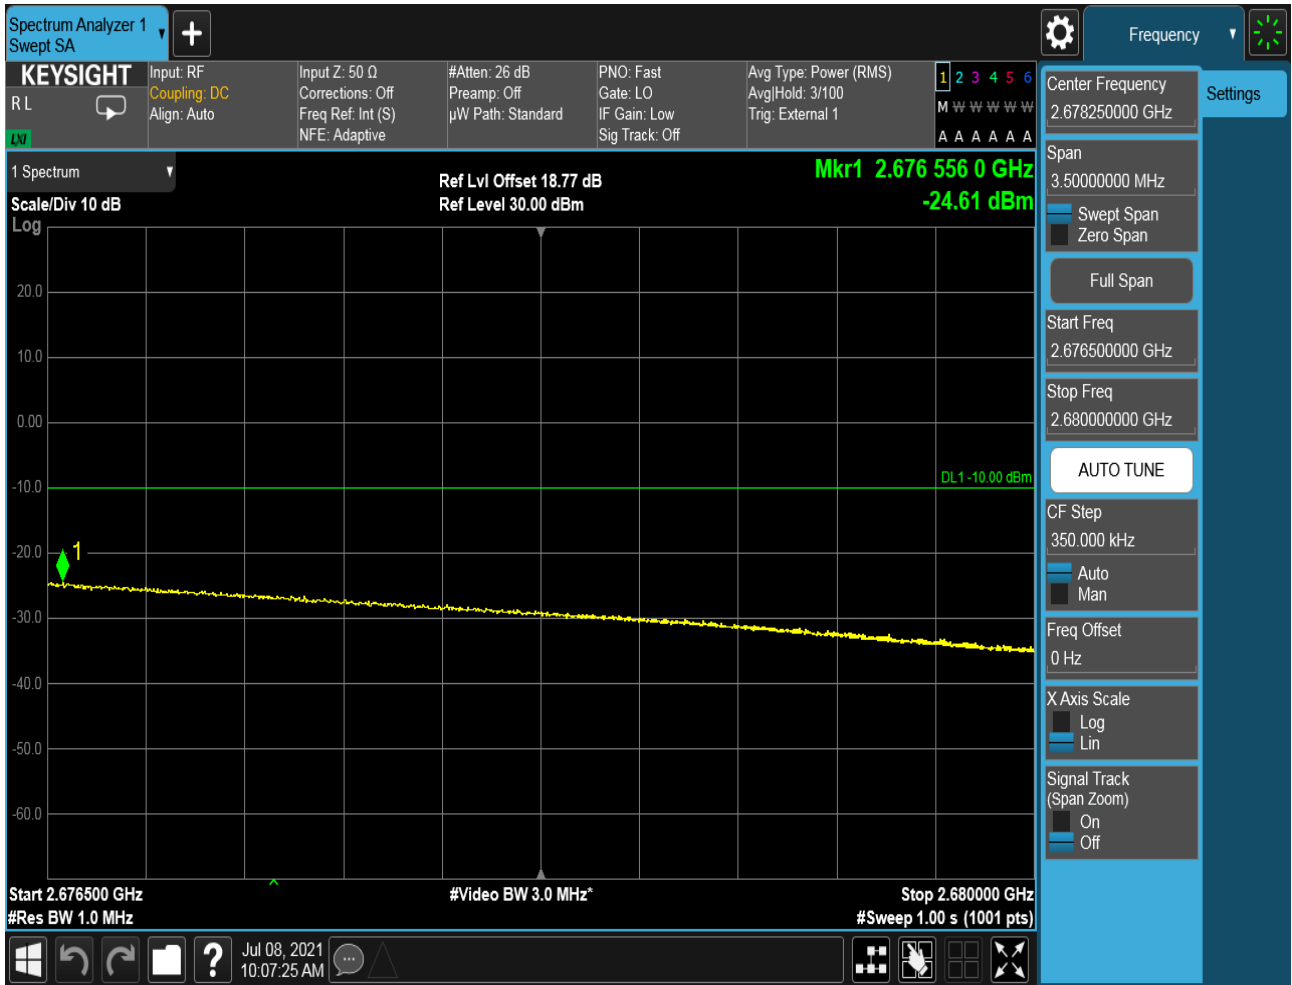 Spectrum Analyzer 1
Swept SA
Frequency
KEYSIGHT
R L
LXI
Input: RF
Coupling: DC
Align: Auto
Input Z: 50 Ω
Corrections: Off
Freq Ref: Int (S)
NFE: Adaptive
#Atten: 26 dB
Preamp: Off
µW Path: Standard
PNO: Fast
Gate: LO
IF Gain: Low
Sig Track: Off
Avg Type: Power (RMS)
Avg|Hold: 3/100
Trig: External 1
1 2 3 4 5 6
M W W W W W
A A A A A A
1 Spectrum
Scale/Div 10 dB
Log
Ref Lvl Offset 18.77 dB
Ref Level 30.00 dBm
Mkr1 2.676 556 0 GHz
-24.61 dBm
20.0
10.0
0.00
-10.0
-20.0
-30.0
-40.0
-50.0
-60.0
DL1 -10.00 dBm
1
Start 2.676500 GHz
#Res BW 1.0 MHz
#Video BW 3.0 MHz*
Stop 2.680000 GHz
#Sweep 1.00 s (1001 pts)
Jul 08, 2021
10:07:25 AM
Center Frequency
2.678250000 GHz
Settings
Span
3.50000000 MHz
Swept Span
Zero Span
Full Span
Start Freq
2.676500000 GHz
Stop Freq
2.680000000 GHz
AUTO TUNE
CF Step
350.000 kHz
Auto
Man
Freq Offset
0 Hz
X Axis Scale
Log
Lin
Signal Track
(Span Zoom)
On
Off